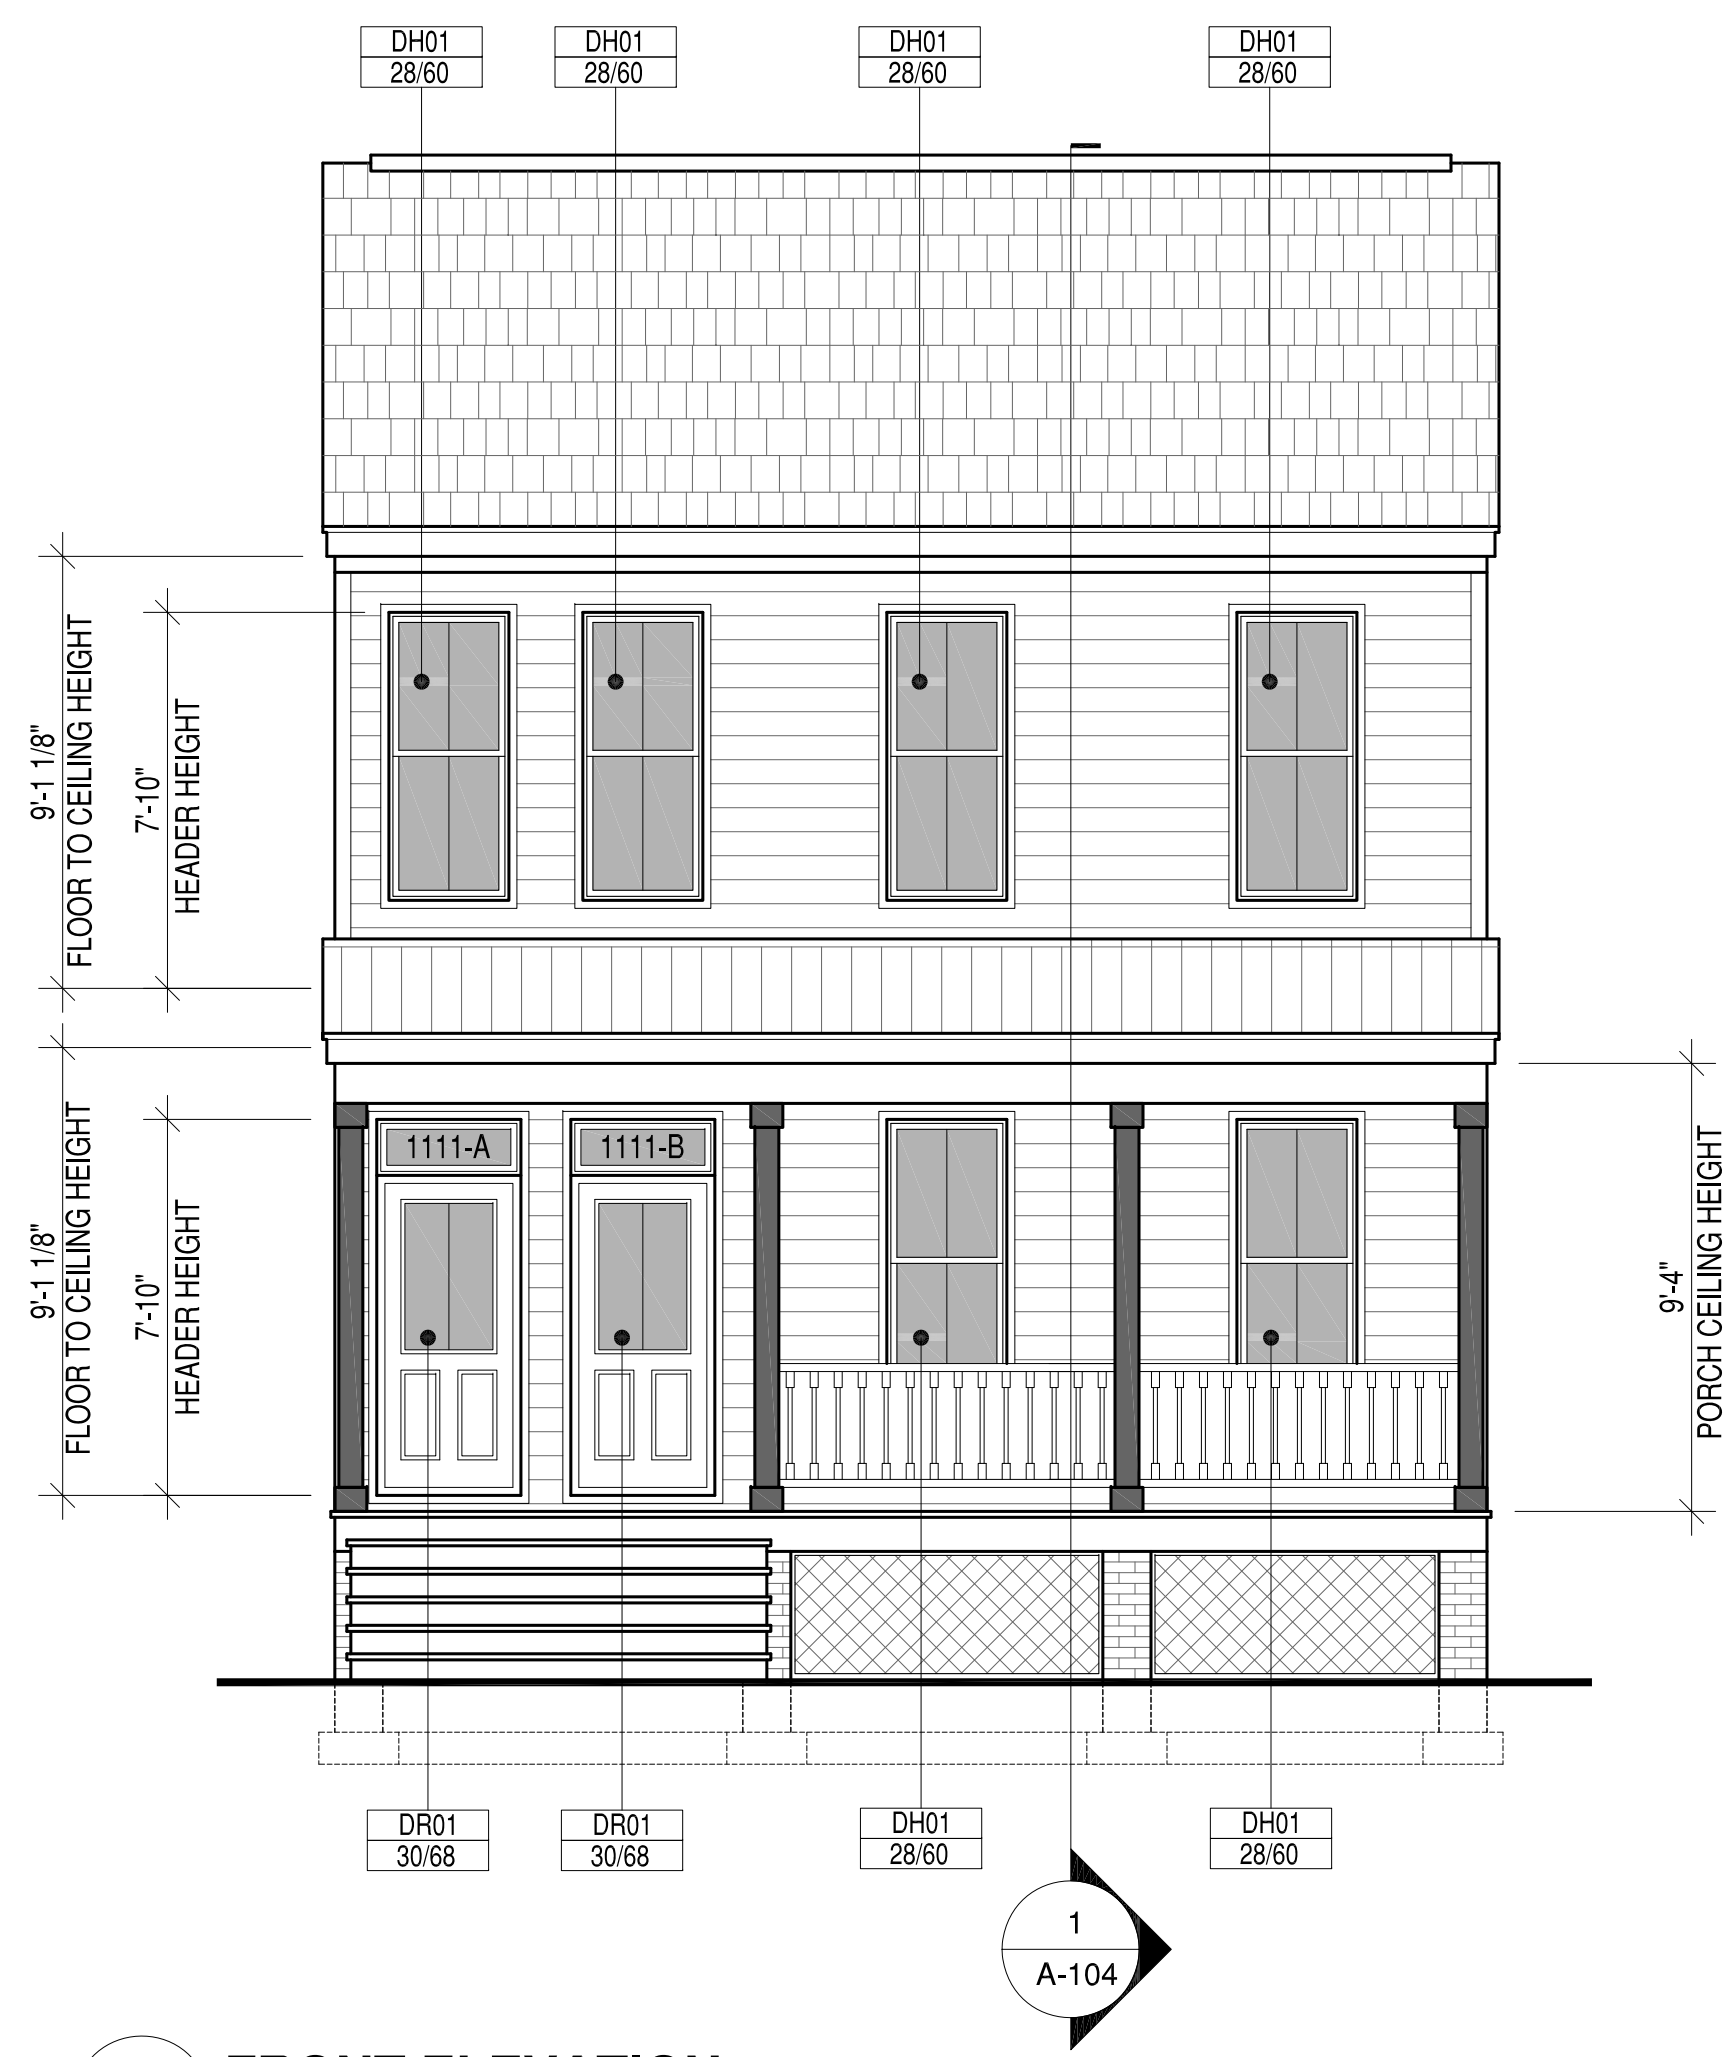 DH01
28/60
DH01
28/60
DH01
28/60
DH01
28/60
9'-1 1/8"
FLOOR TO CEILING HEIGHT
7'-10"
HEADER HEIGHT
9'-1 1/8"
FLOOR TO CEILING HEIGHT
7'-10"
HEADER HEIGHT
1111-A
1111-B
9'-4"
PORCH CEILING HEIGHT
DR01
30/68
DR01
30/68
DH01
28/60
DH01
28/60
1
A-104
FRONT ELEVATION